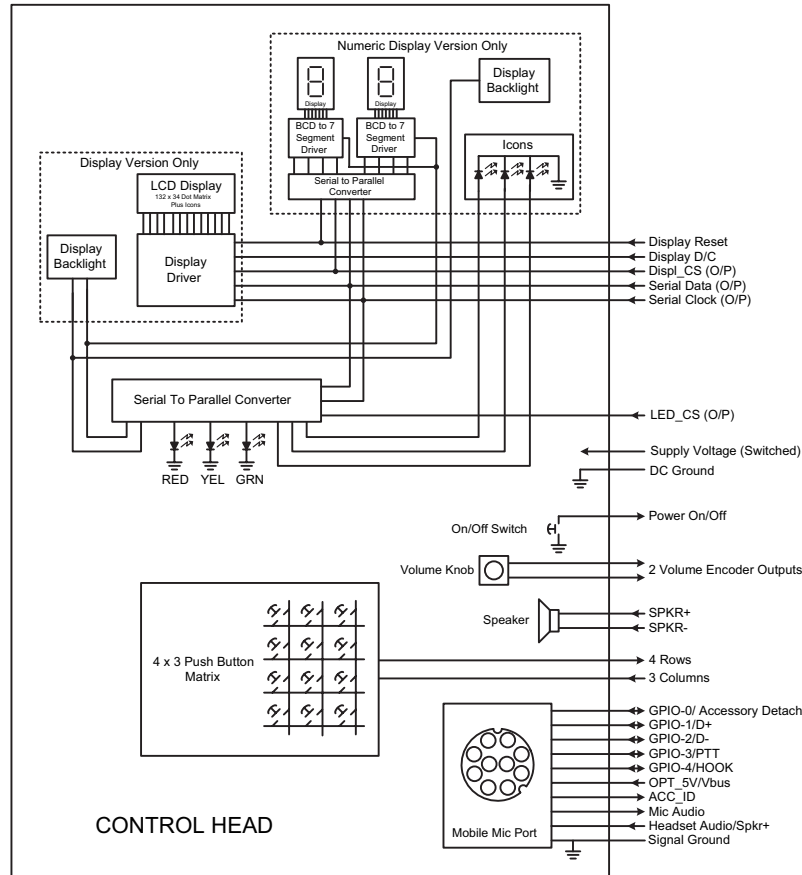 Numeric Display Version Only
Display
Display
Display
Backlight
BCD to 7
Segment
Driver
BCD to 7
Segment
Driver
Icons
Serial to Parallel
Converter
Display Version Only
LCD Display
132 x 34 Dot Matrix
Plus Icons
Display
Backlight
Display
Driver
Display Reset
Display D/C
Displ_CS (O/P)
Serial Data (O/P)
Serial Clock (O/P)
Serial To Parallel Converter
LED_CS (O/P)
RED YEL GRN
Supply Voltage (Switched)
DC Ground
On/Off Switch
Power On/Off
Volume Knob
2 Volume Encoder Outputs
Speaker
SPKR+
SPKR-
4 x 3 Push Button
Matrix
4 Rows
3 Columns
GPIO-0/ Accessory Detach
GPIO-1/D+
GPIO-2/D-
GPIO-3/PTT
GPIO-4/HOOK
OPT_5V/Vbus
ACC_ID
Mic Audio
Headset Audio/Spkr+
Signal Ground
Mobile Mic Port
CONTROL HEAD